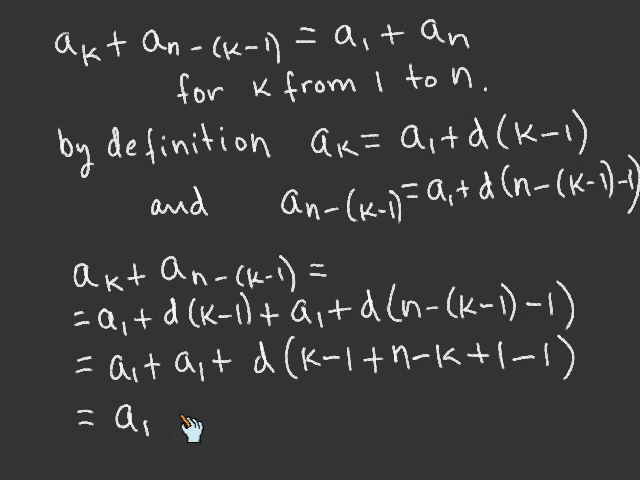 aₖ + aₙ₋₍ₖ₋₁₎ = a₁ + aₙ
for k from 1 to n.
by definition aₖ = a₁ + d(k-1)
and aₙ₋₍ₖ₋₁₎ = a₁ + d(n-(k-1)-1)
aₖ + aₙ₋₍ₖ₋₁₎ =
= a₁ + d(k-1) + a₁ + d(n-(k-1)-1)
= a₁ + a₁ + d(k-1+n-k+1-1)
= a₁